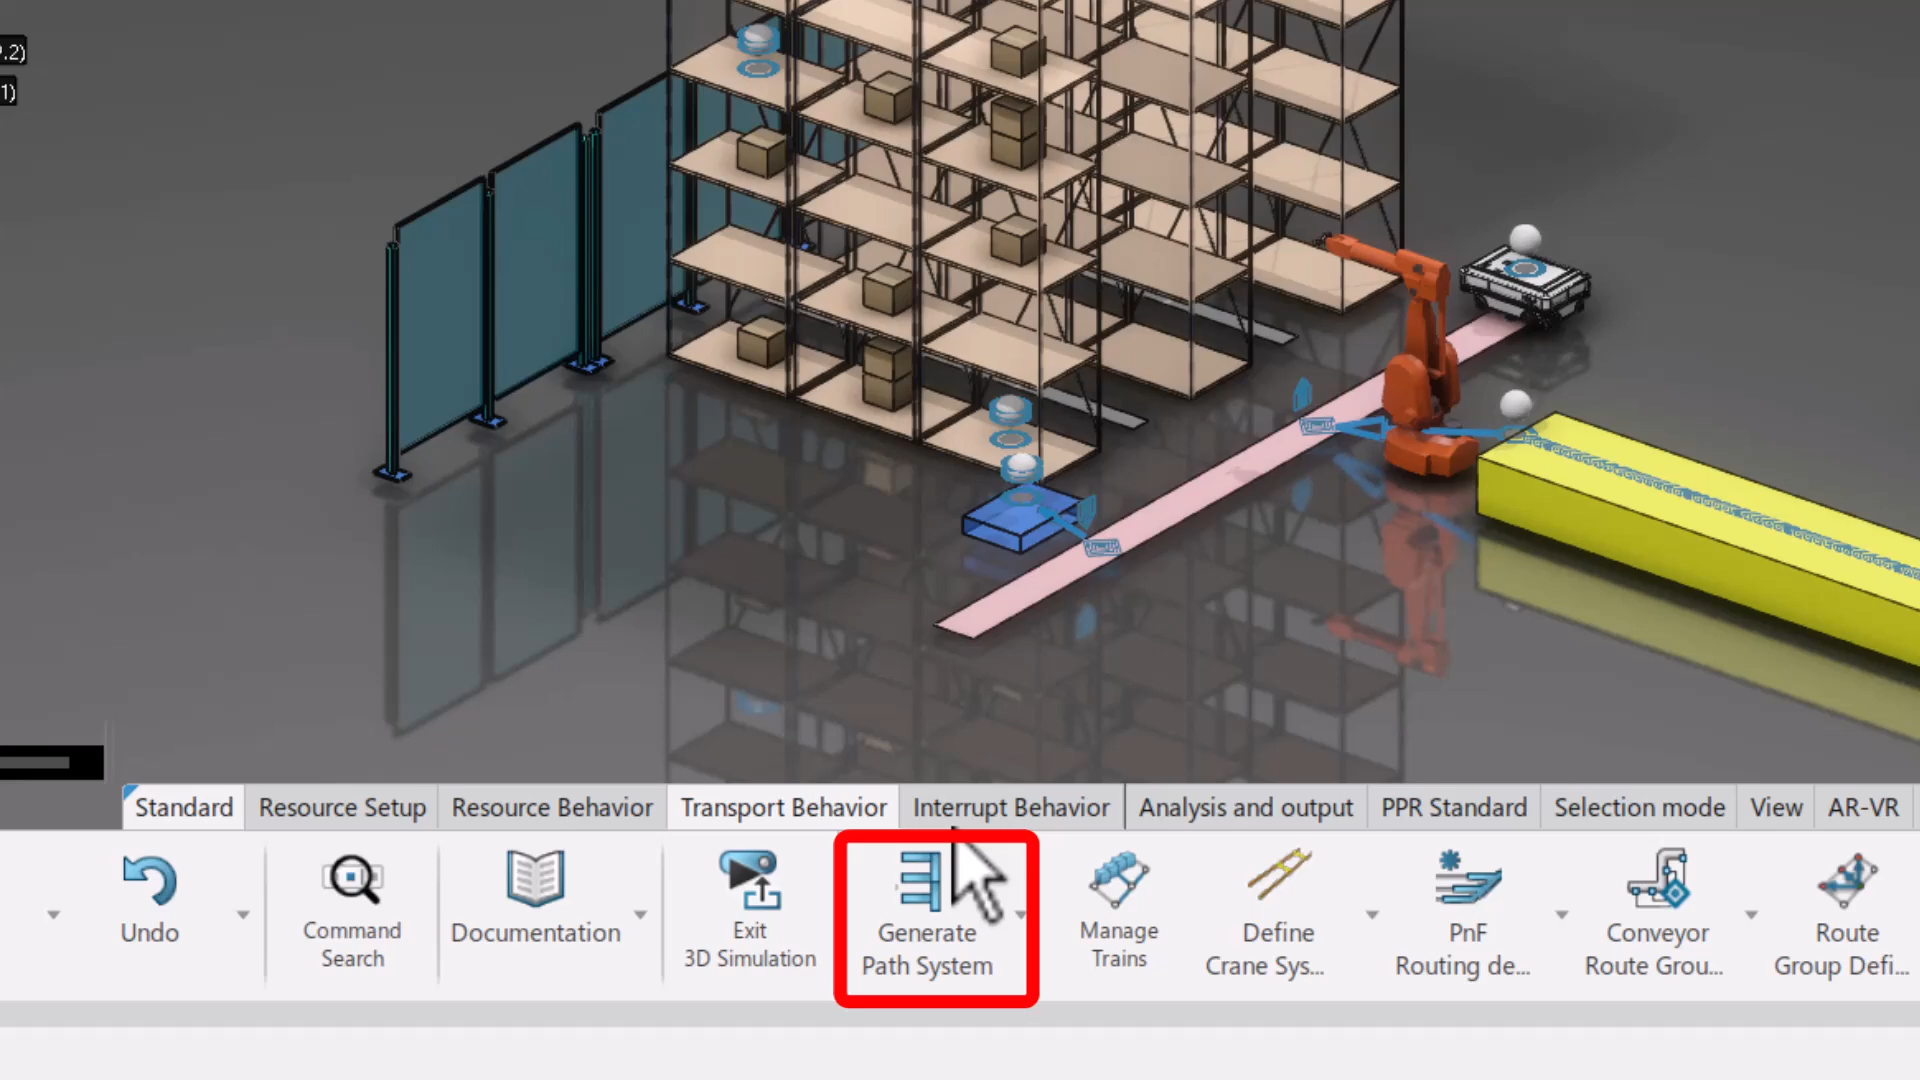 .2)
1)
Standard
Resource Setup
Resource Behavior
Transport Behavior
Interrupt Behavior
Analysis and output
PPR Standard
Selection mode
View
AR-VR
Undo
Command
Search
Documentation
Exit
3D Simulation
Generate
Path System
Manage
Trains
Define
Crane Sys...
PnF
Routing de...
Conveyor
Route Grou...
Route
Group Defi...